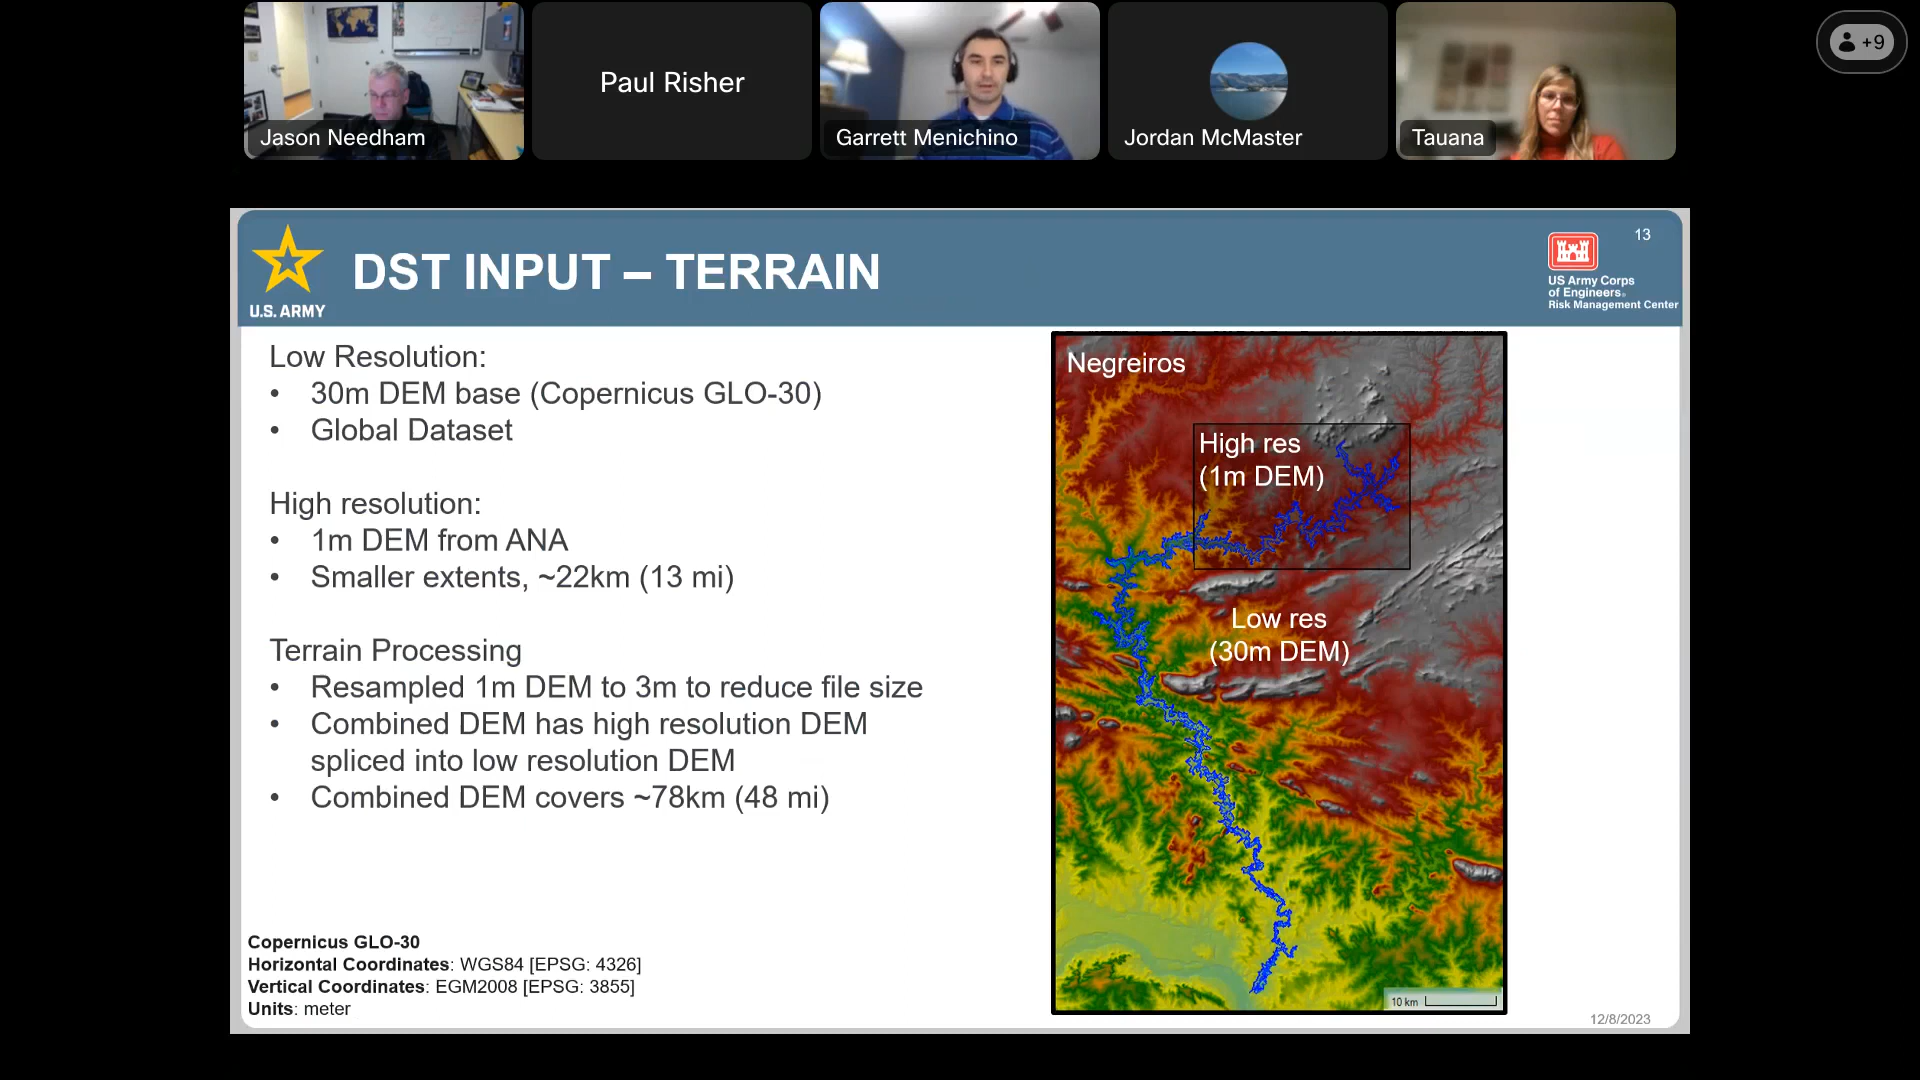 Jason Needham
Paul Risher
Garrett Menichino
Jordan McMaster
Tauana
+9
U.S. ARMY
DST INPUT – TERRAIN
13
US Army Corps
of Engineers®
Risk Management Center
Low Resolution:
• 30m DEM base (Copernicus GLO-30)
• Global Dataset
High resolution:
• 1m DEM from ANA
• Smaller extents, ~22km (13 mi)
Terrain Processing
• Resampled 1m DEM to 3m to reduce file size
• Combined DEM has high resolution DEM
spliced into low resolution DEM
• Combined DEM covers ~78km (48 mi)
Copernicus GLO-30
Horizontal Coordinates: WGS84 [EPSG: 4326]
Vertical Coordinates: EGM2008 [EPSG: 3855]
Units: meter
Negreiros
High res
(1m DEM)
Low res
(30m DEM)
10 km
12/8/2023